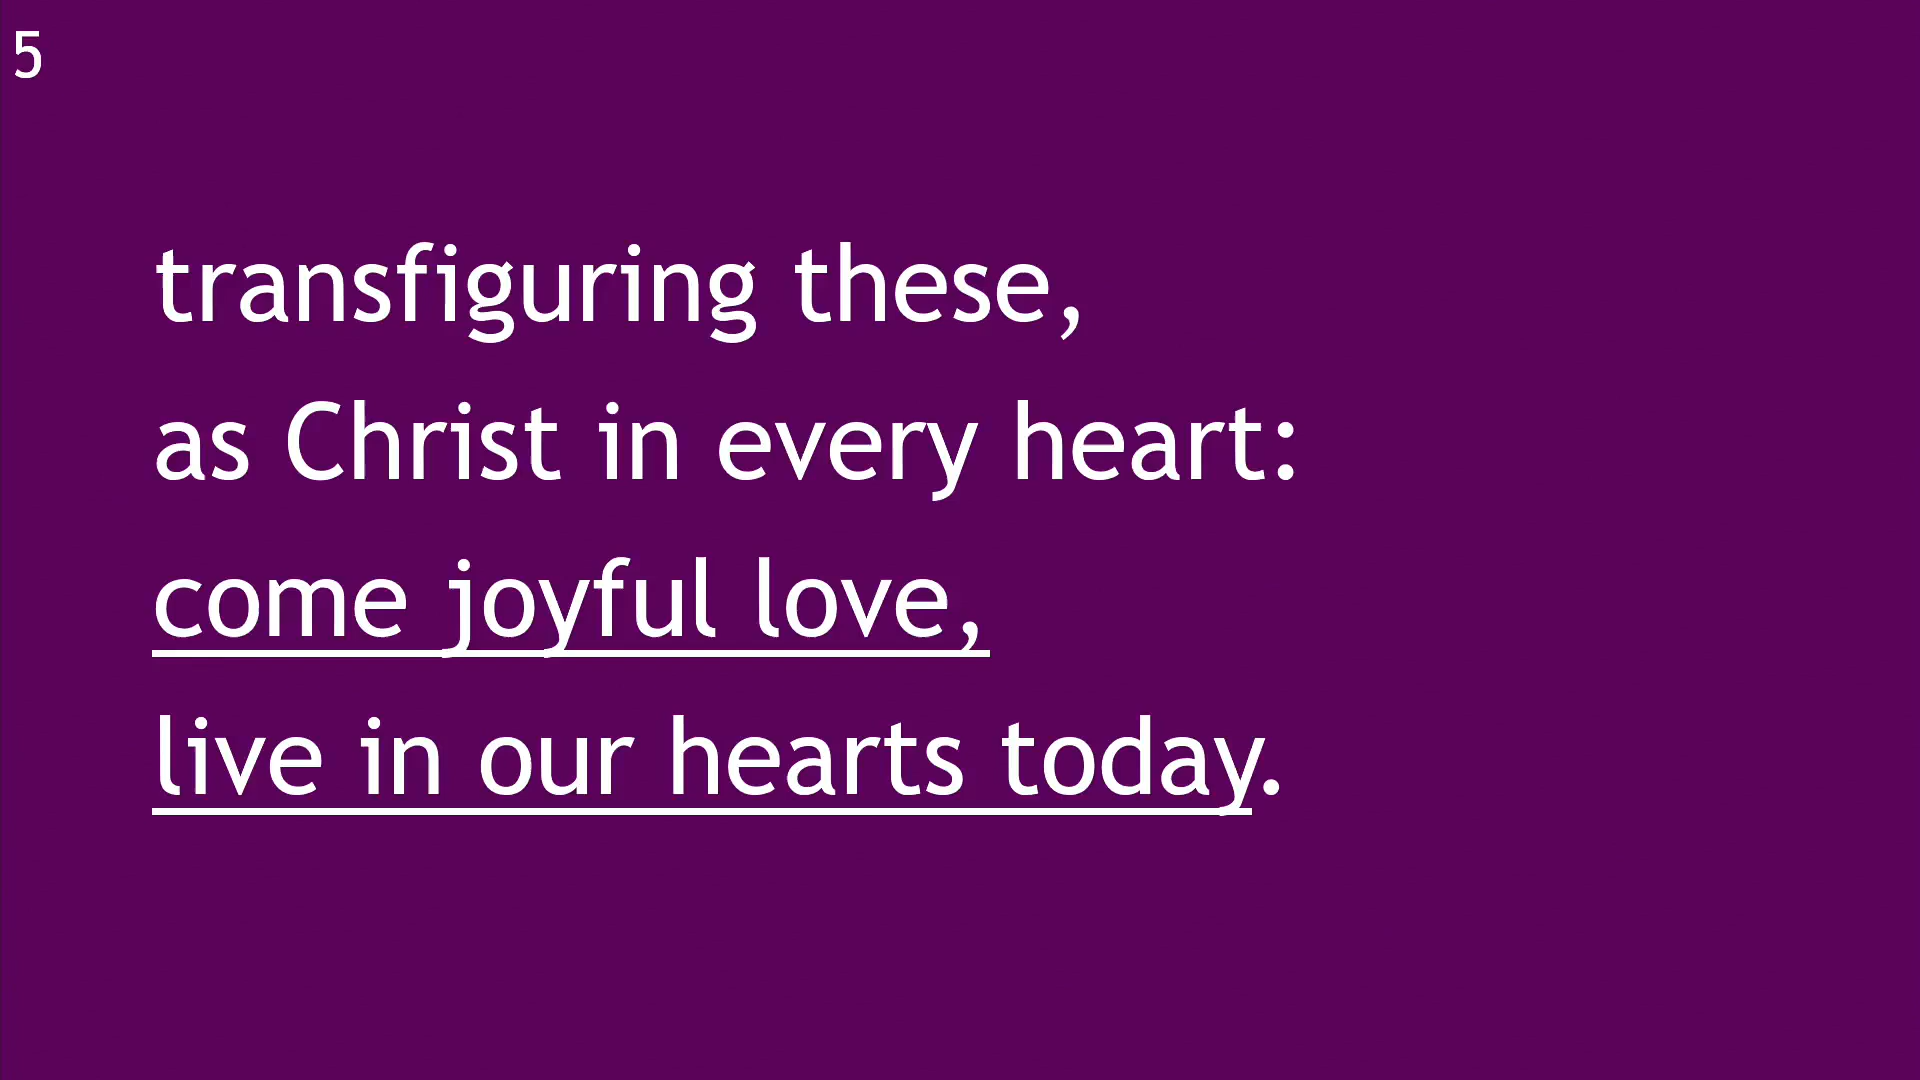 5
transfiguring these,
as Christ in every heart:
come joyful love,
live in our hearts today.